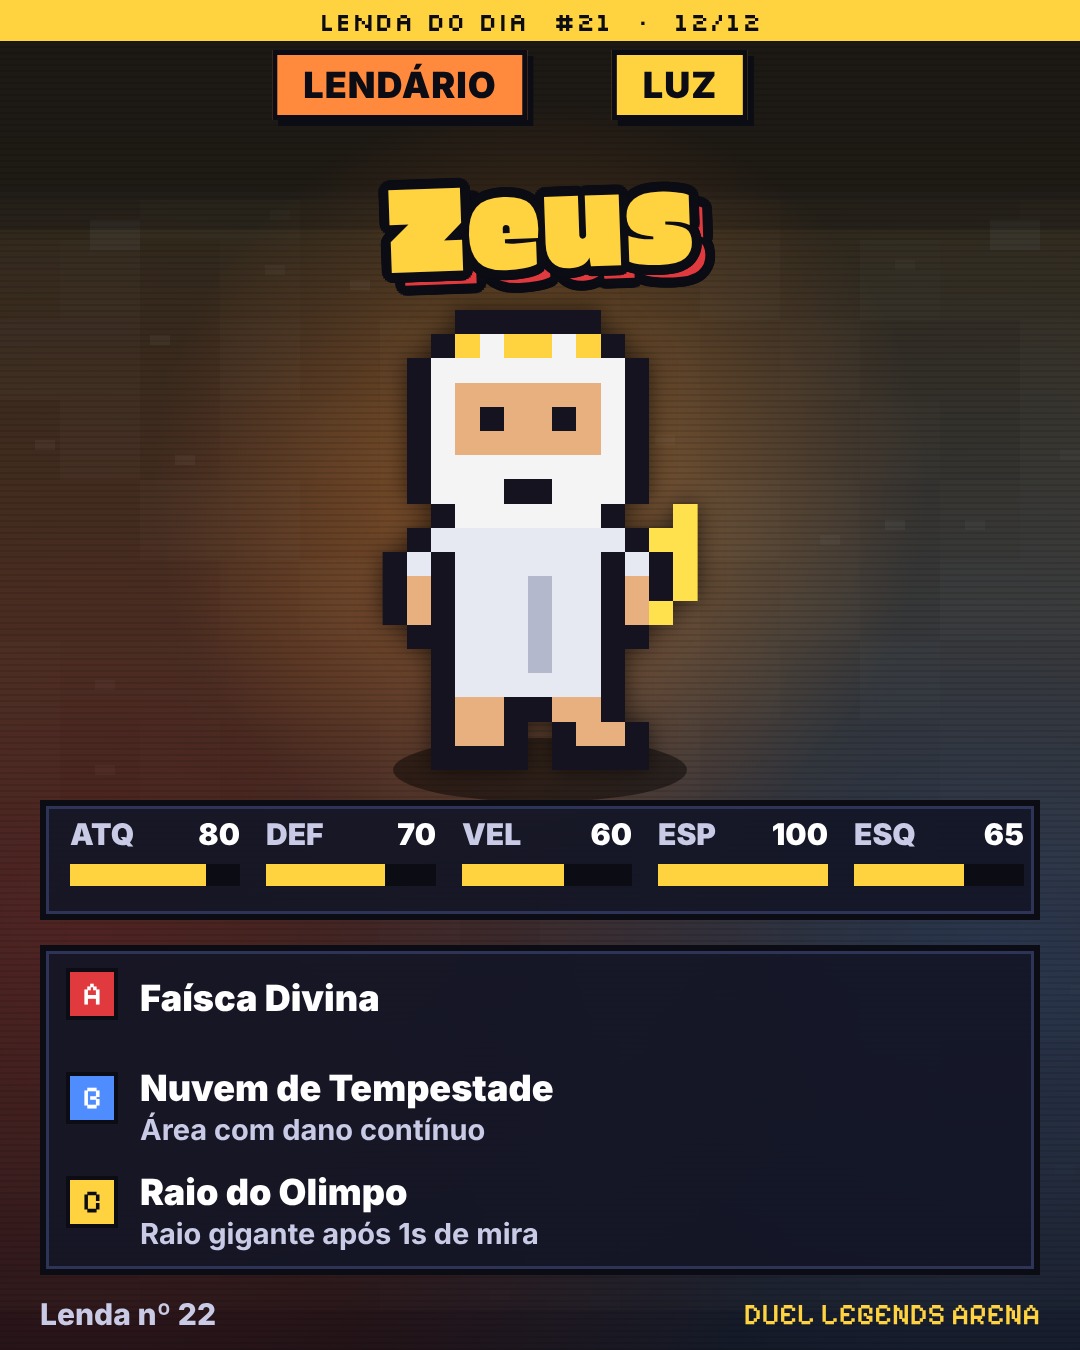 LENDA DO DIA #21 · 12/12
LENDÁRIO LUZ
Zeus
ATQ 80 DEF 70 VEL 60 ESP 100 ESQ 65
A Faísca Divina
B Nuvem de Tempestade
Área com dano contínuo
C Raio do Olimpo
Raio gigante após 1s de mira
Lenda nº 22 DUEL LEGENDS ARENA